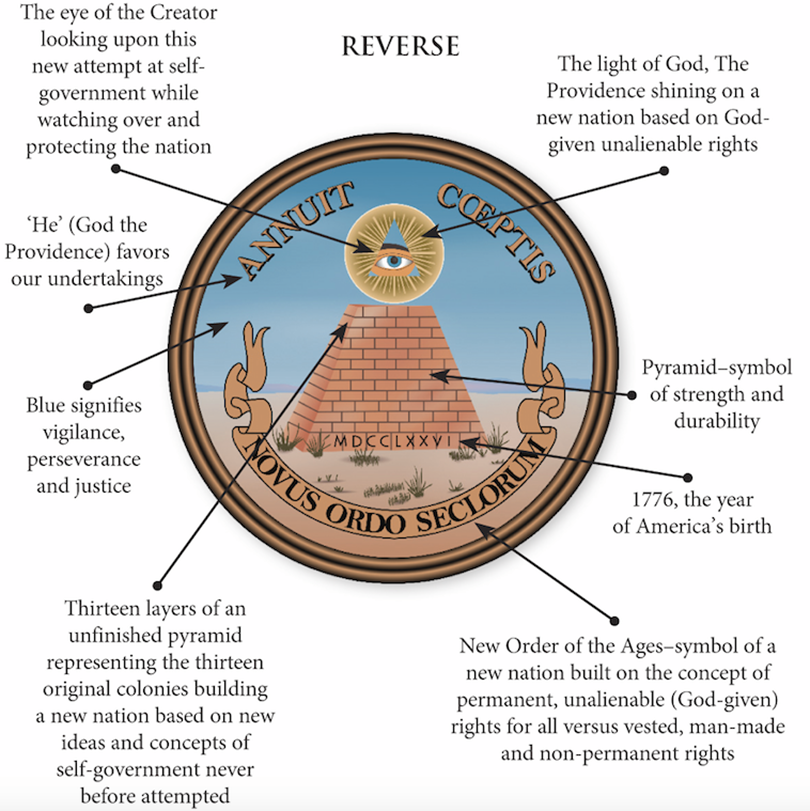 REVERSE
The eye of the Creator
looking upon this
new attempt at self-
government while
watching over and
protecting the nation
The light of God, The
Providence shining on a
new nation based on God-
given unalienable rights
‘He’ (God the
Providence) favors
our undertakings
ANNUIT CŒPTIS
Blue signifies
vigilance,
perseverance
and justice
Pyramid–symbol
of strength and
durability
MDCCLXXVI
NOVUS ORDO SECLORUM
1776, the year
of America’s birth
Thirteen layers of an
unfinished pyramid
representing the thirteen
original colonies building
a new nation based on new
ideas and concepts of
self-government never
before attempted
New Order of the Ages–symbol of a
new nation built on the concept of
permanent, unalienable (God-given)
rights for all versus vested, man-made
and non-permanent rights